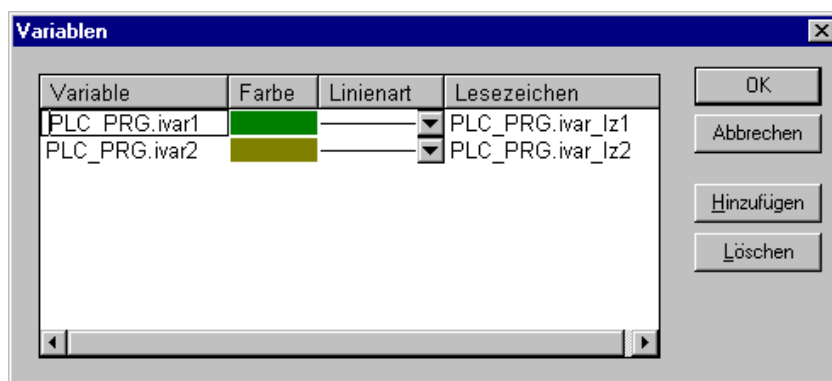 Variablen
Variable Farbe Linienart Lesezeichen
PLC_PRG.ivar1 PLC_PRG.ivar_lz1
PLC_PRG.ivar2 PLC_PRG.ivar_lz2
OK
Abbrechen
Hinzufügen
Löschen